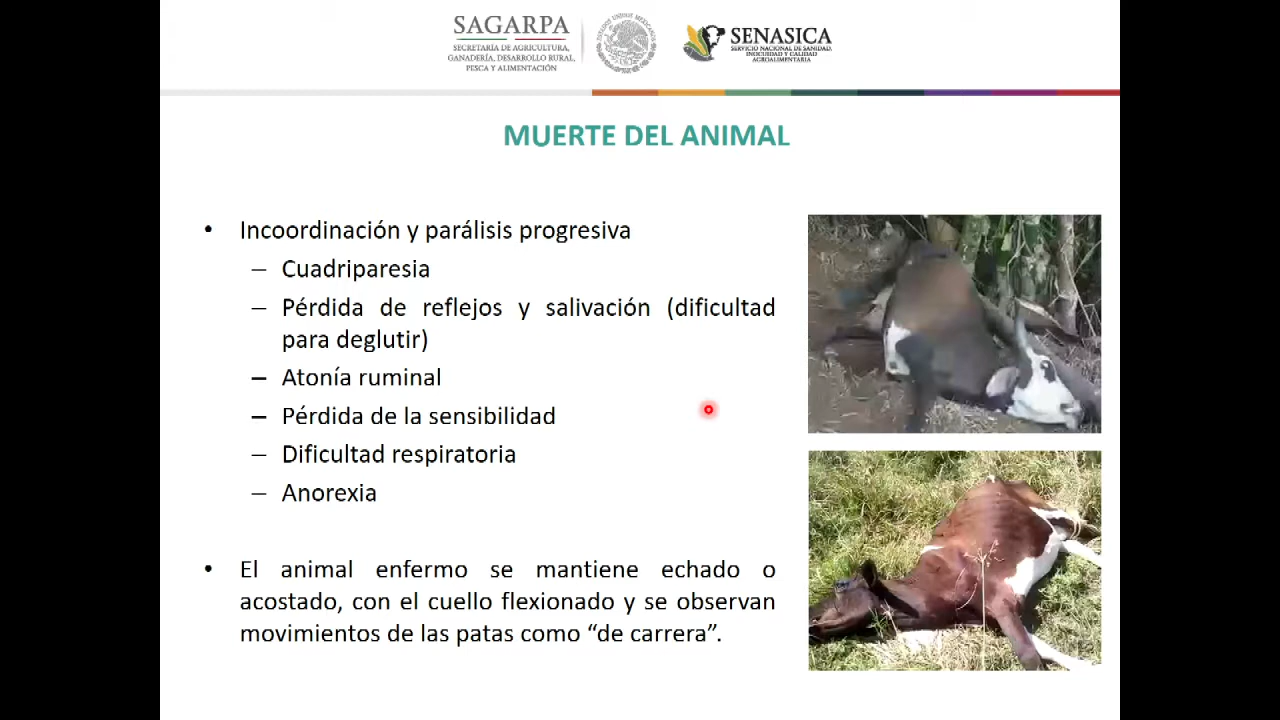 SAGARPA
SECRETARÍA DE AGRICULTURA,
GANADERÍA, DESARROLLO RURAL,
PESCA Y ALIMENTACIÓN
ESTADOS UNIDOS MEXICANOS
SENASICA
SERVICIO NACIONAL DE SANIDAD,
INOCUIDAD Y CALIDAD
AGROALIMENTARIA
MUERTE DEL ANIMAL
• Incoordinación y parálisis progresiva
– Cuadriparesia
– Pérdida de reflejos y salivación (dificultad
para deglutir)
– Atonía ruminal
– Pérdida de la sensibilidad
– Dificultad respiratoria
– Anorexia
• El animal enfermo se mantiene echado o
acostado, con el cuello flexionado y se observan
movimientos de las patas como “de carrera”.